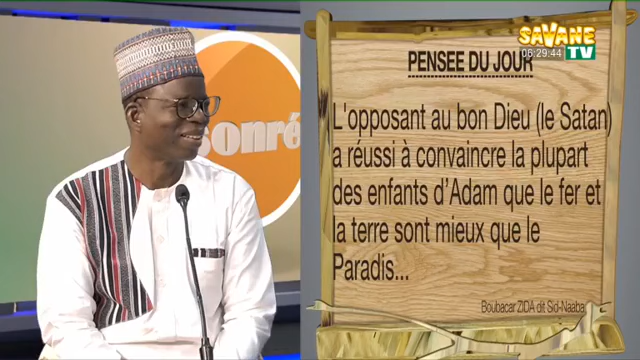 SAVANE
06:29:44 TV
PENSEE DU JOUR
L'opposant au bon Dieu (le Satan)
a réussi à convaincre la plupart
des enfants d'Adam que le fer et
la terre sont mieux que le
Paradis...
Boubacar ZIDA dit Sid-Naaba
sonré